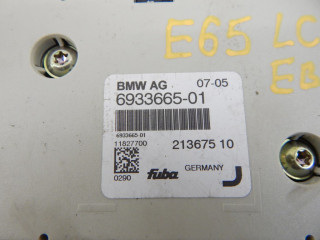 E65 LC
EB
BMW AG 07-05
6933665-01
6933665-01
11827700 213675 10
0290 fuba GERMANY J